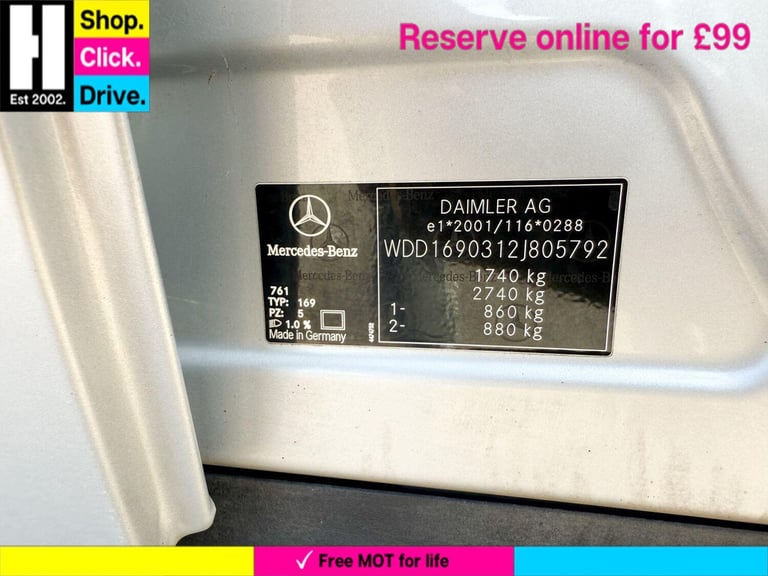 Shop.
Click.
Drive.
Est 2002.
Reserve online for £99
Mercedes-Benz
761
TYP: 169
PZ: 5
1.0 %
Made in Germany
DAIMLER AG
e1*2001/116*0288
WDD1690312J805792
1740 kg
2740 kg
1- 860 kg
2- 880 kg
✓ Free MOT for life